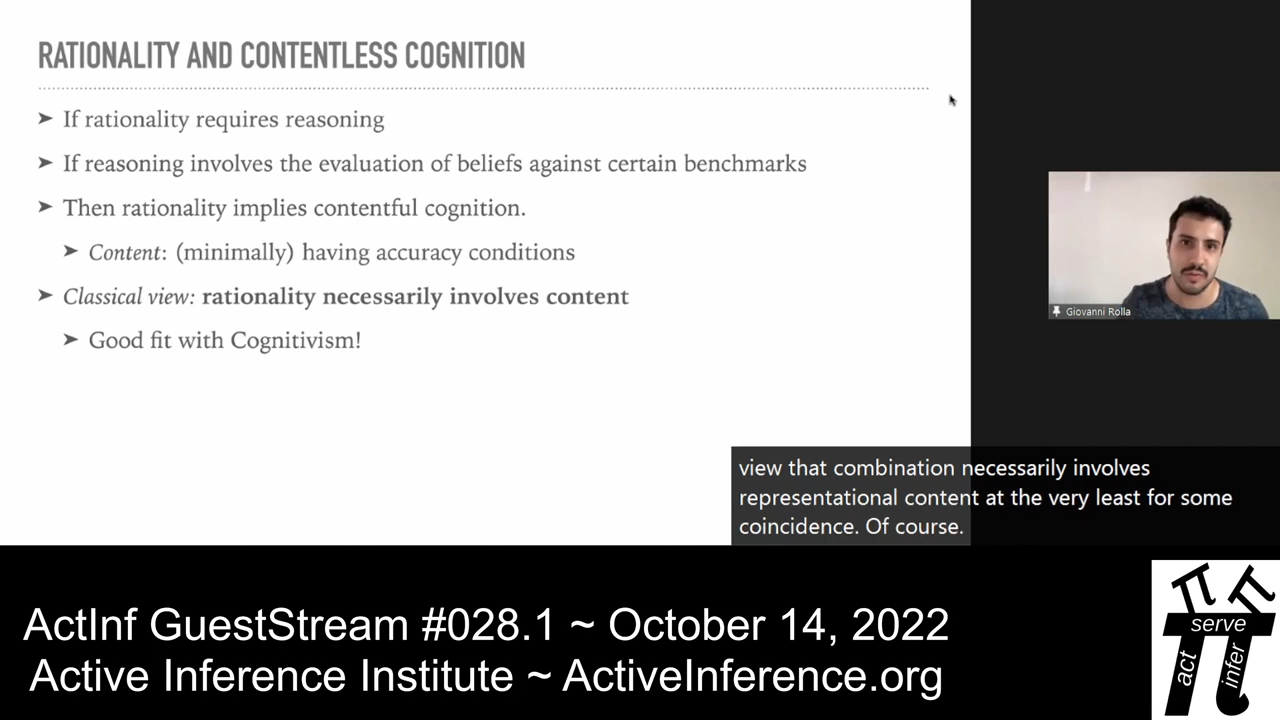 RATIONALITY AND CONTENTLESS COGNITION
➤ If rationality requires reasoning
➤ If reasoning involves the evaluation of beliefs against certain benchmarks
➤ Then rationality implies contentful cognition.
➤ Content: (minimally) having accuracy conditions
➤ Classical view: rationality necessarily involves content
➤ Good fit with Cognitivism!
Giovanni Rolla
view that combination necessarily involves
representational content at the very least for some
coincidence. Of course.
ActInf GuestStream #028.1 ~ October 14, 2022
Active Inference Institute ~ ActiveInference.org
π π
serve
π
act
infer